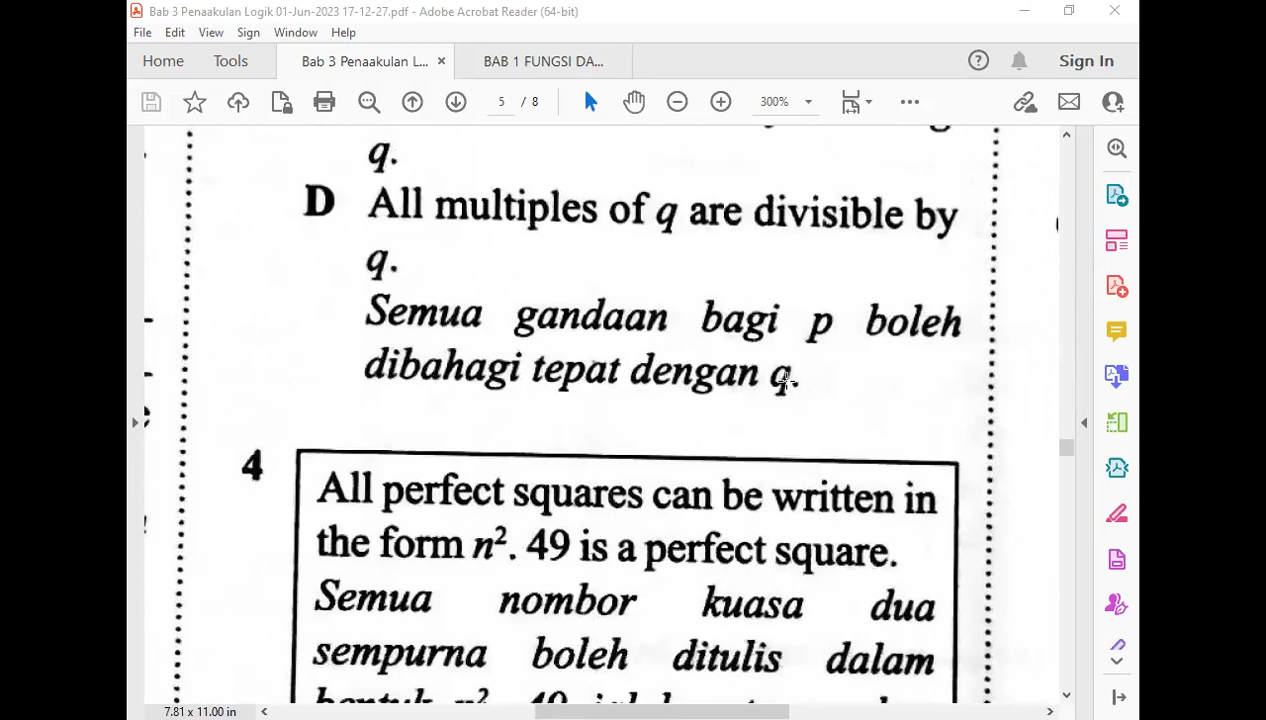 Bab 3 Penaakulan Logik 01-Jun-2023 17-12-27.pdf - Adobe Acrobat Reader (64-bit)
File Edit View Sign Window Help
Home Tools Bab 3 Penaakulan L... × BAB 1 FUNGSI DA... Sign In
5 / 8 300%
q.
D All multiples of q are divisible by
q.
Semua gandaan bagi p boleh
dibahagi tepat dengan q.
4 All perfect squares can be written in
the form n². 49 is a perfect square.
Semua nombor kuasa dua
sempurna boleh ditulis dalam
7.81 x 11.00 in